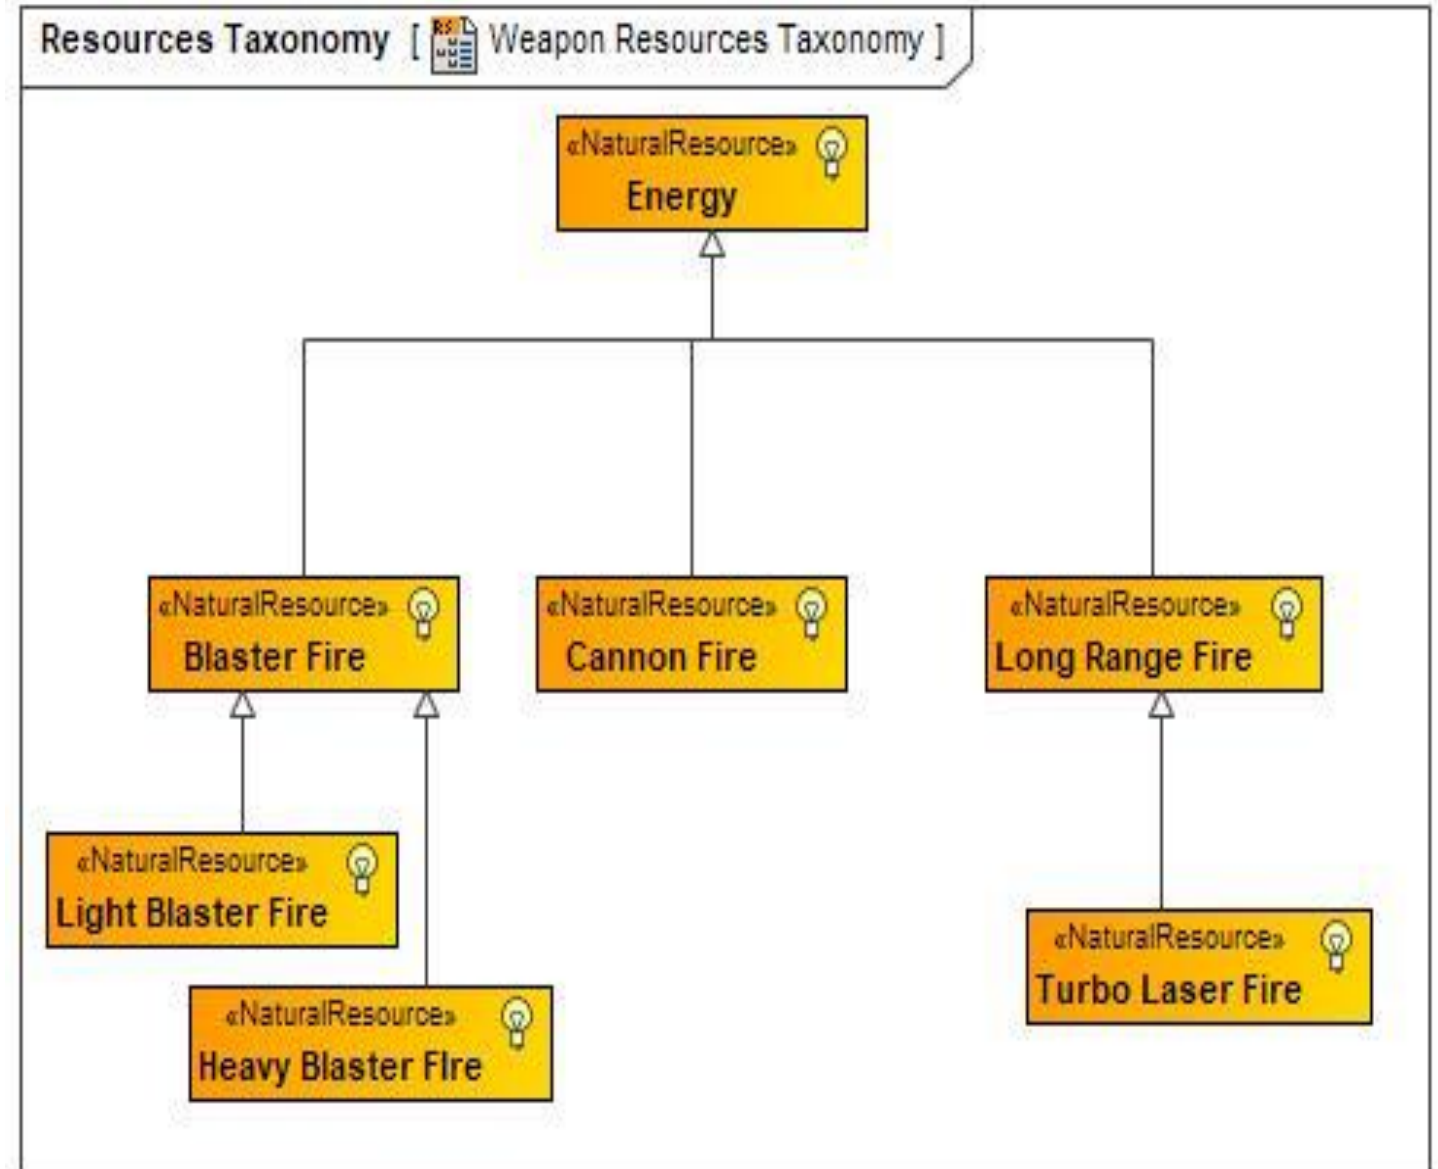 Resources Taxonomy [ RS Weapon Resources Taxonomy ]
«NaturalResource»
Energy
«NaturalResource»
Blaster Fire
«NaturalResource»
Cannon Fire
«NaturalResource»
Long Range Fire
«NaturalResource»
Light Blaster Fire
«NaturalResource»
Heavy Blaster FIre
«NaturalResource»
Turbo Laser Fire